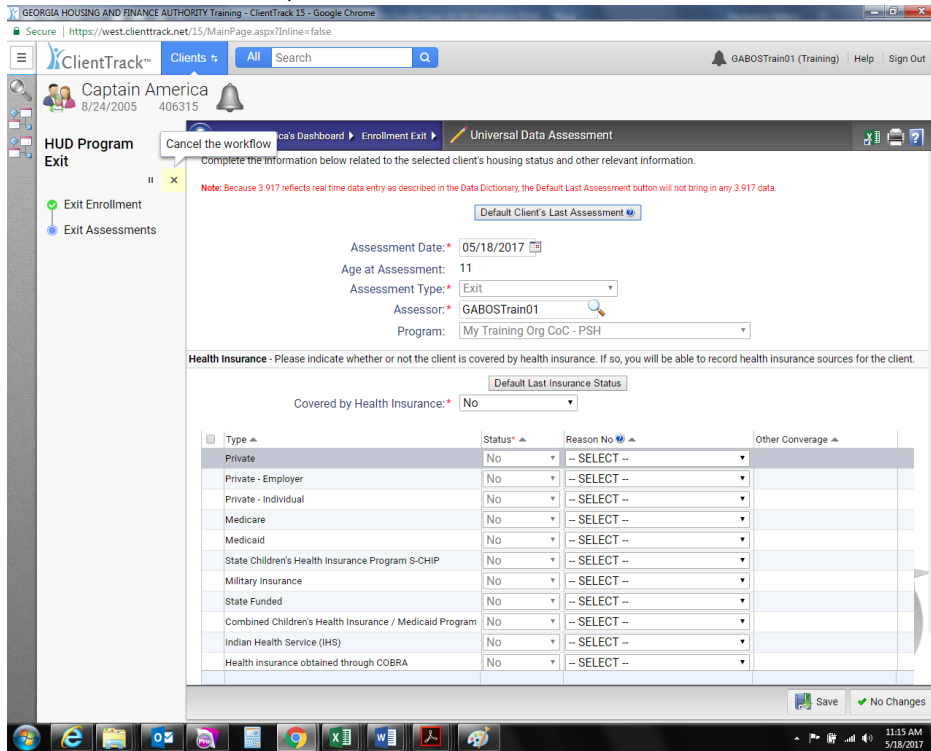 GEORGIA HOUSING AND FINANCE AUTHORITY Training - ClientTrack 15 - Google Chrome
Secure | https://west.clienttrack.net/15/MainPage.aspx?Inline=false
ClientTrack™ Clients All Search Q GABOSTrain01 (Training) Help Sign Out
Captain America
8/24/2005 406315
HUD Program Exit
Cancel the workflow
Exit Enrollment
Exit Assessments
ica's Dashboard Enrollment Exit Universal Data Assessment
Complete the information below related to the selected client's housing status and other relevant information.
Note: Because 3.917 reflects real time data entry as described in the Data Dictionary, the Default Last Assessment button will not bring in any 3.917 data.
Default Client's Last Assessment
Assessment Date:* 05/18/2017
Age at Assessment: 11
Assessment Type:* Exit
Assessor:* GABOSTrain01
Program: My Training Org CoC - PSH
Health Insurance - Please indicate whether or not the client is covered by health insurance. If so, you will be able to record health insurance sources for the client.
Default Last Insurance Status
Covered by Health Insurance:* No
Type Status* Reason No Other Converage
Private No -- SELECT --
Private - Employer No -- SELECT --
Private - Individual No -- SELECT --
Medicare No -- SELECT --
Medicaid No -- SELECT --
State Children's Health Insurance Program S-CHIP No -- SELECT --
Military Insurance No -- SELECT --
State Funded No -- SELECT --
Combined Children's Health Insurance / Medicaid Program No -- SELECT --
Indian Health Service (IHS) No -- SELECT --
Health insurance obtained through COBRA No -- SELECT --
Save No Changes
11:15 AM
5/18/2017